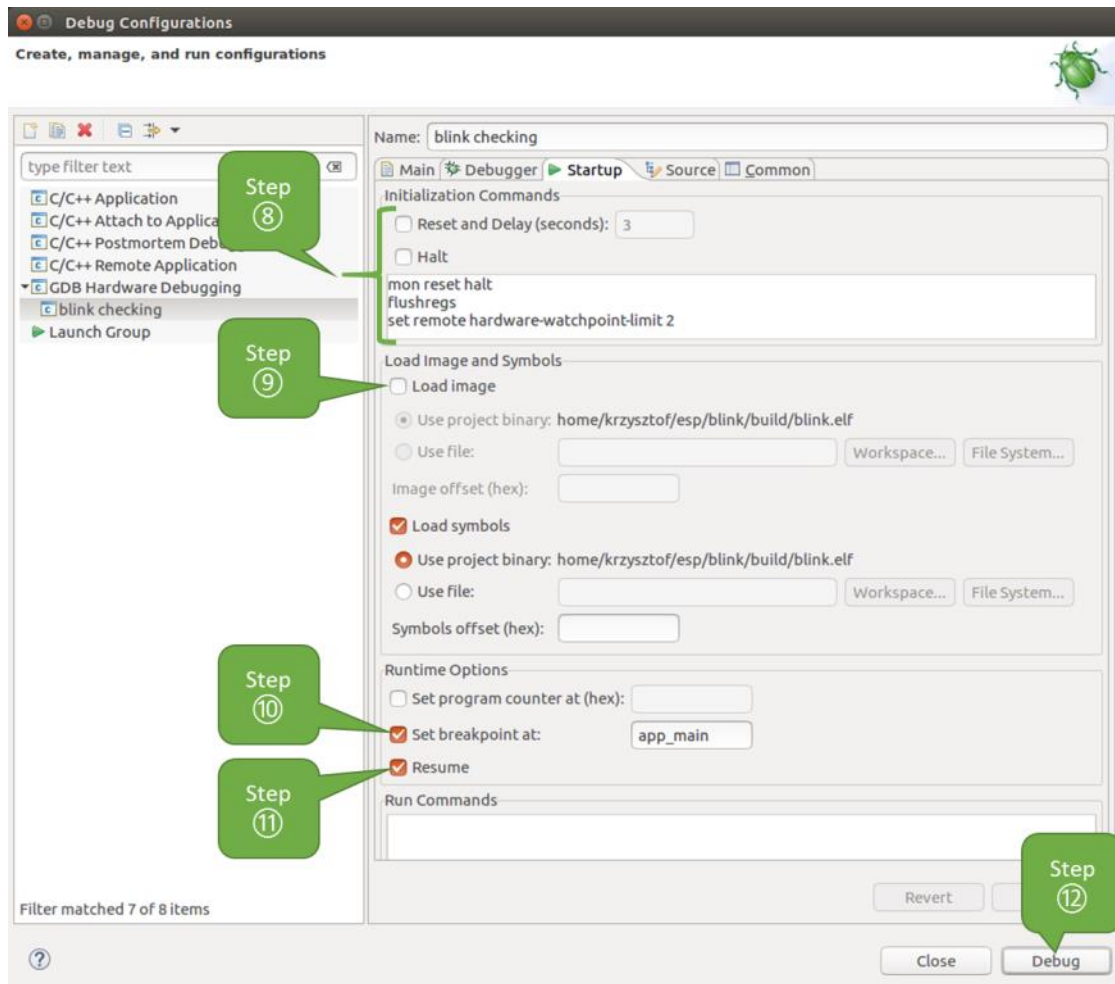 Debug Configurations
Create, manage, and run configurations
type filter text
C/C++ Application
C/C++ Attach to Applica
C/C++ Postmortem Debu
C/C++ Remote Application
GDB Hardware Debugging
blink checking
Launch Group
Filter matched 7 of 8 items
Name: blink checking
Main Debugger Startup Source Common
Initialization Commands
Step
⑧
Reset and Delay (seconds): 3
Halt
mon reset halt
flushregs
set remote hardware-watchpoint-limit 2
Load Image and Symbols
Step
⑨
Load image
Use project binary: home/krzysztof/esp/blink/build/blink.elf
Use file: Workspace... File System...
Image offset (hex):
Load symbols
Use project binary: home/krzysztof/esp/blink/build/blink.elf
Use file: Workspace... File System...
Symbols offset (hex):
Runtime Options
Set program counter at (hex):
Step
⑩
Set breakpoint at: app_main
Resume
Step
⑪
Run Commands
Step
⑫
Revert
Close Debug